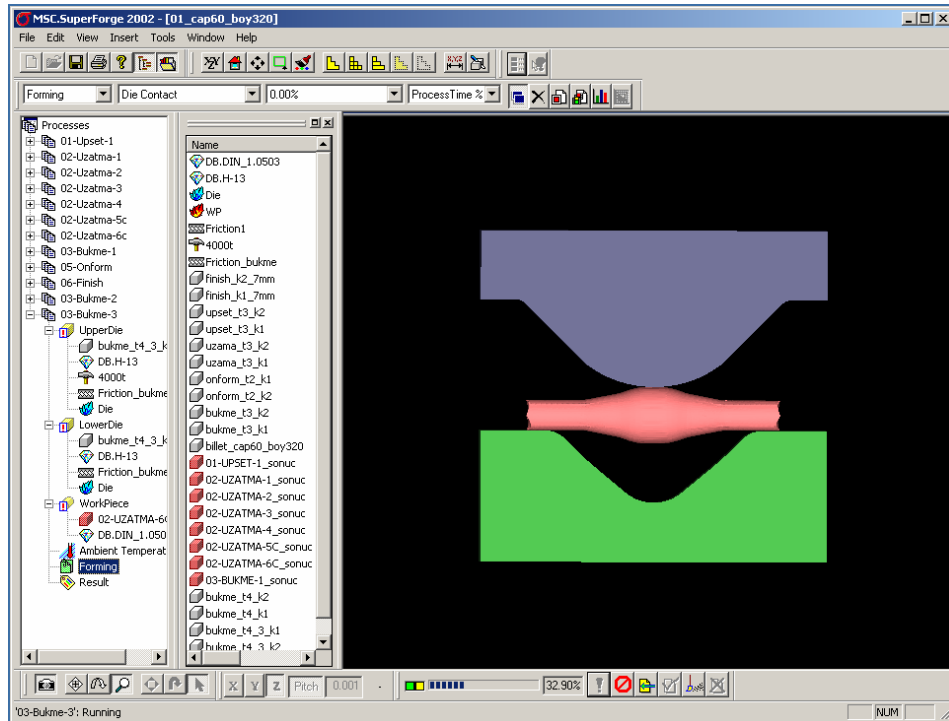 MSC.SuperForge 2002 - [01_cap60_boy320]
File Edit View Insert Tools Window Help
Forming Die Contact 0.00% ProcessTime %
Processes
01-Upset-1
02-Uzatma-1
02-Uzatma-2
02-Uzatma-3
02-Uzatma-4
02-Uzatma-5c
02-Uzatma-6c
03-Bukme-1
05-Onform
06-Finish
03-Bukme-2
03-Bukme-3
UpperDie
bukme_t4_3_k
DB.H-13
4000t
Friction_bukme
Die
LowerDie
bukme_t4_3_k
DB.H-13
Friction_bukme
Die
WorkPiece
02-UZATMA-6C
DB.DIN_1.050
Ambient Temperat
Forming
Result
Name
DB.DIN_1.0503
DB.H-13
Die
WP
Friction1
4000t
Friction_bukme
finish_k2_7mm
finish_k1_7mm
upset_t3_k2
upset_t3_k1
uzama_t3_k2
uzama_t3_k1
onform_t2_k1
onform_t2_k2
bukme_t3_k2
bukme_t3_k1
billet_cap60_boy320
01-UPSET-1_sonuc
02-UZATMA-1_sonuc
02-UZATMA-2_sonuc
02-UZATMA-3_sonuc
02-UZATMA-4_sonuc
02-UZATMA-5C_sonuc
02-UZATMA-6C_sonuc
03-BUKME-1_sonuc
bukme_t4_k2
bukme_t4_k1
bukme_t4_3_k1
bukme_t4_3_k2
X Y Z Pitch 0.001 32.90%
'03-Bukme-3': Running NUM